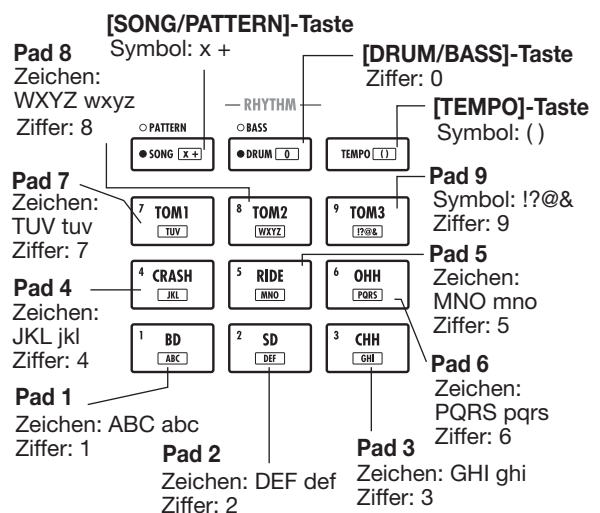 [SONG/PATTERN]-Taste
Symbol: x +
Pad 8
Zeichen:
WXYZ wxyz
Ziffer: 8
[DRUM/BASS]-Taste
Ziffer: 0
[TEMPO]-Taste
Symbol: ( )
RHYTHM
PATTERN
BASS
SONG x +
DRUM 0
TEMPO ( )
Pad 7
Zeichen:
TUV tuv
Ziffer: 7
7 TOM1
TUV
8 TOM2
WXYZ
9 TOM3
!?@&
Pad 9
Symbol: !?@&
Ziffer: 9
Pad 4
Zeichen:
JKL jkl
Ziffer: 4
4 CRASH
JKL
5 RIDE
MNO
6 OHH
PQRS
Pad 5
Zeichen:
MNO mno
Ziffer: 5
1 BD
ABC
2 SD
DEF
3 CHH
GHI
Pad 6
Zeichen:
PQRS pqrs
Ziffer: 6
Pad 1
Zeichen: ABC abc
Ziffer: 1
Pad 2
Zeichen: DEF def
Ziffer: 2
Pad 3
Zeichen: GHI ghi
Ziffer: 3